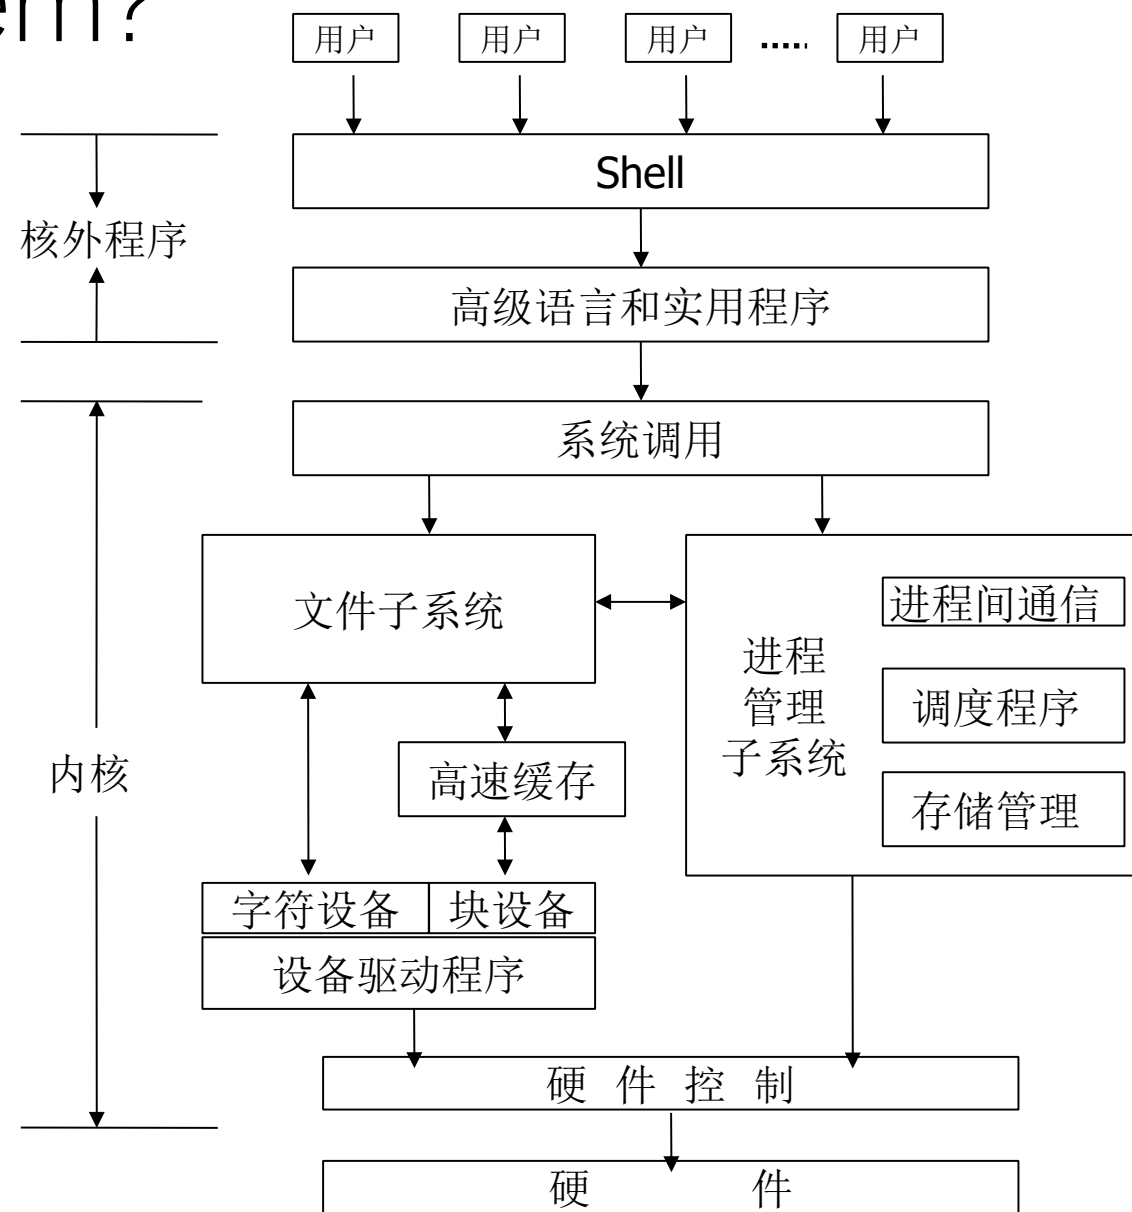 em?
用户 用户 用户 ..... 用户
Shell
核外程序
高级语言和实用程序
系统调用
文件子系统
进程间通信
进程
管理
子系统
调度程序
存储管理
内核
高速缓存
字符设备 块设备
设备驱动程序
硬 件 控 制
硬 件